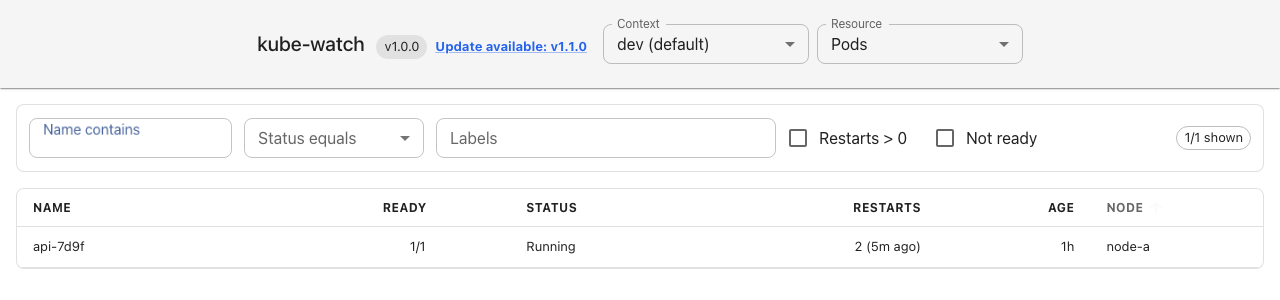 kube-watch v1.0.0 Update available: v1.1.0 Context dev (default) Resource Pods
Name contains Status equals Labels Restarts > 0 Not ready 1/1 shown
NAME READY STATUS RESTARTS AGE NODE
api-7d9f 1/1 Running 2 (5m ago) 1h node-a